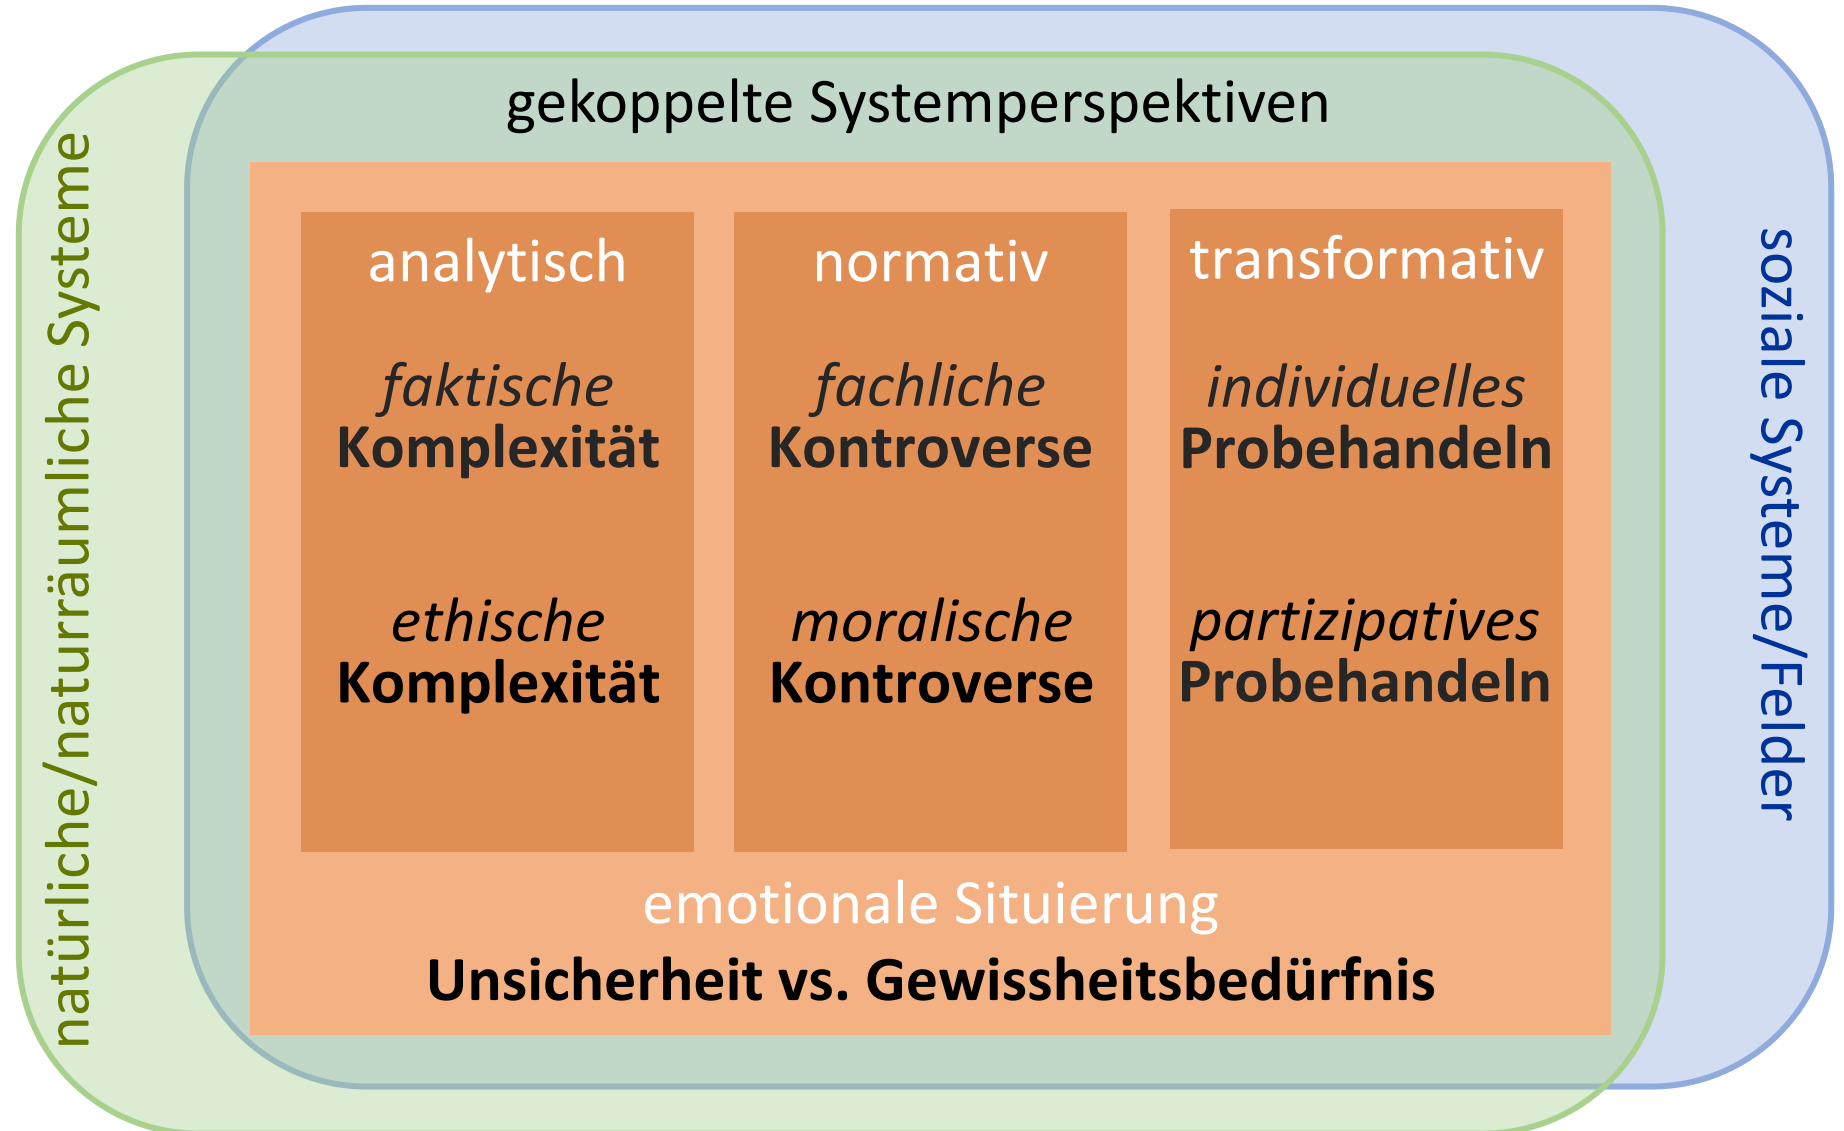 gekoppelte Systemperspektiven
natürliche/naturräumliche Systeme
analytisch
faktische
Komplexität
ethische
Komplexität
normativ
fachliche
Kontroverse
moralische
Kontroverse
transformativ
individuelles
Probehandeln
partizipatives
Probehandeln
emotionale Situierung
Unsicherheit vs. Gewissheitsbedürfnis
soziale Systeme/Felder